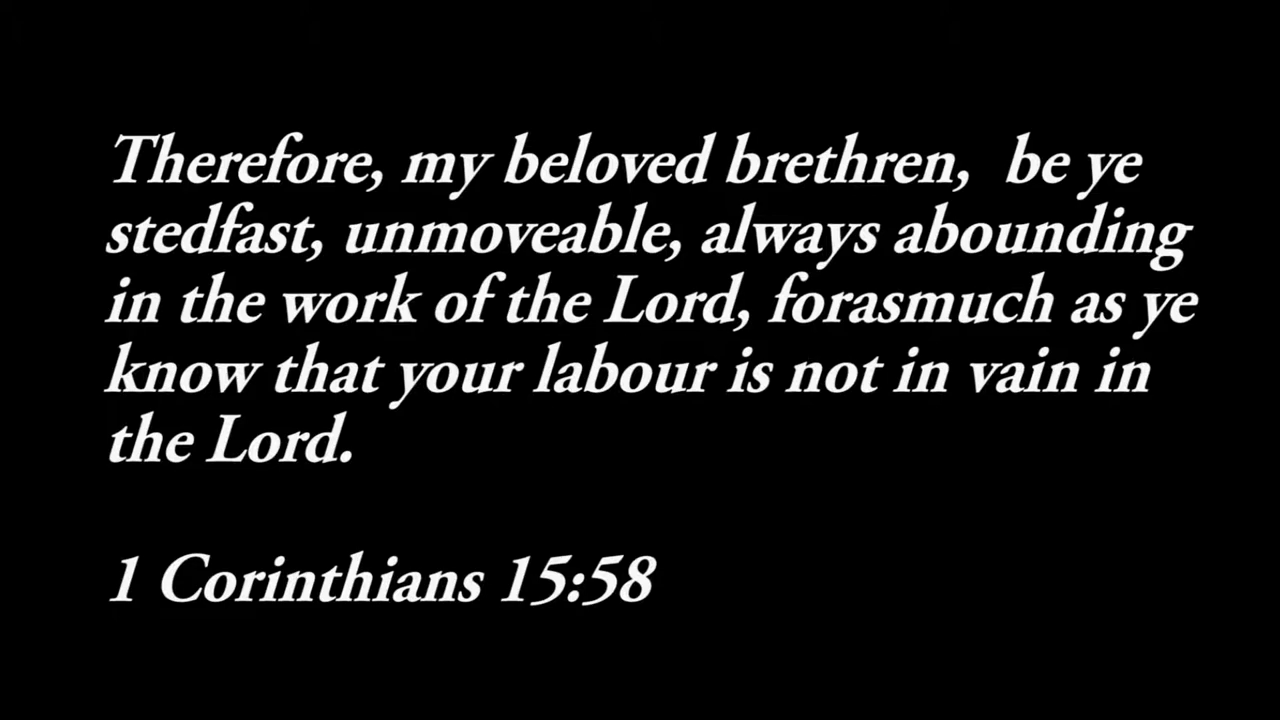 Therefore, my beloved brethren,  be ye
stedfast, unmoveable, always abounding
in the work of the Lord, forasmuch as ye
know that your labour is not in vain in
the Lord.
1 Corinthians 15:58